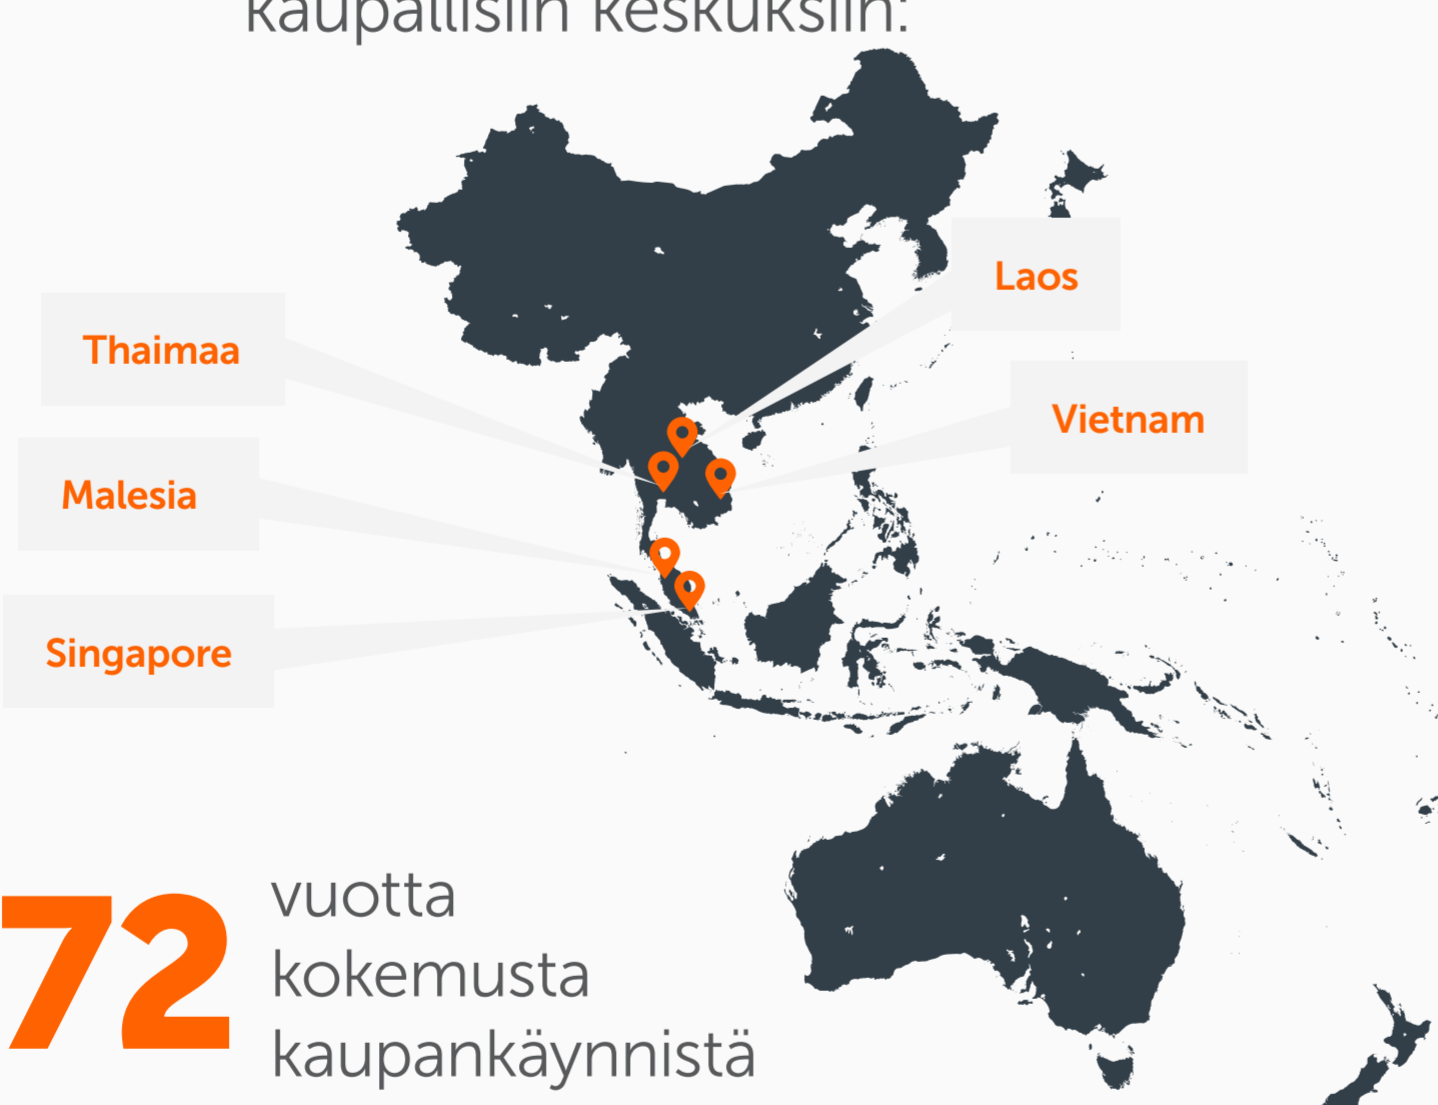 kaupallisiin keskuksiin:
Laos
Thaimaa
Vietnam
Malesia
Singapore
72
vuotta
kokemusta
kaupankäynnistä